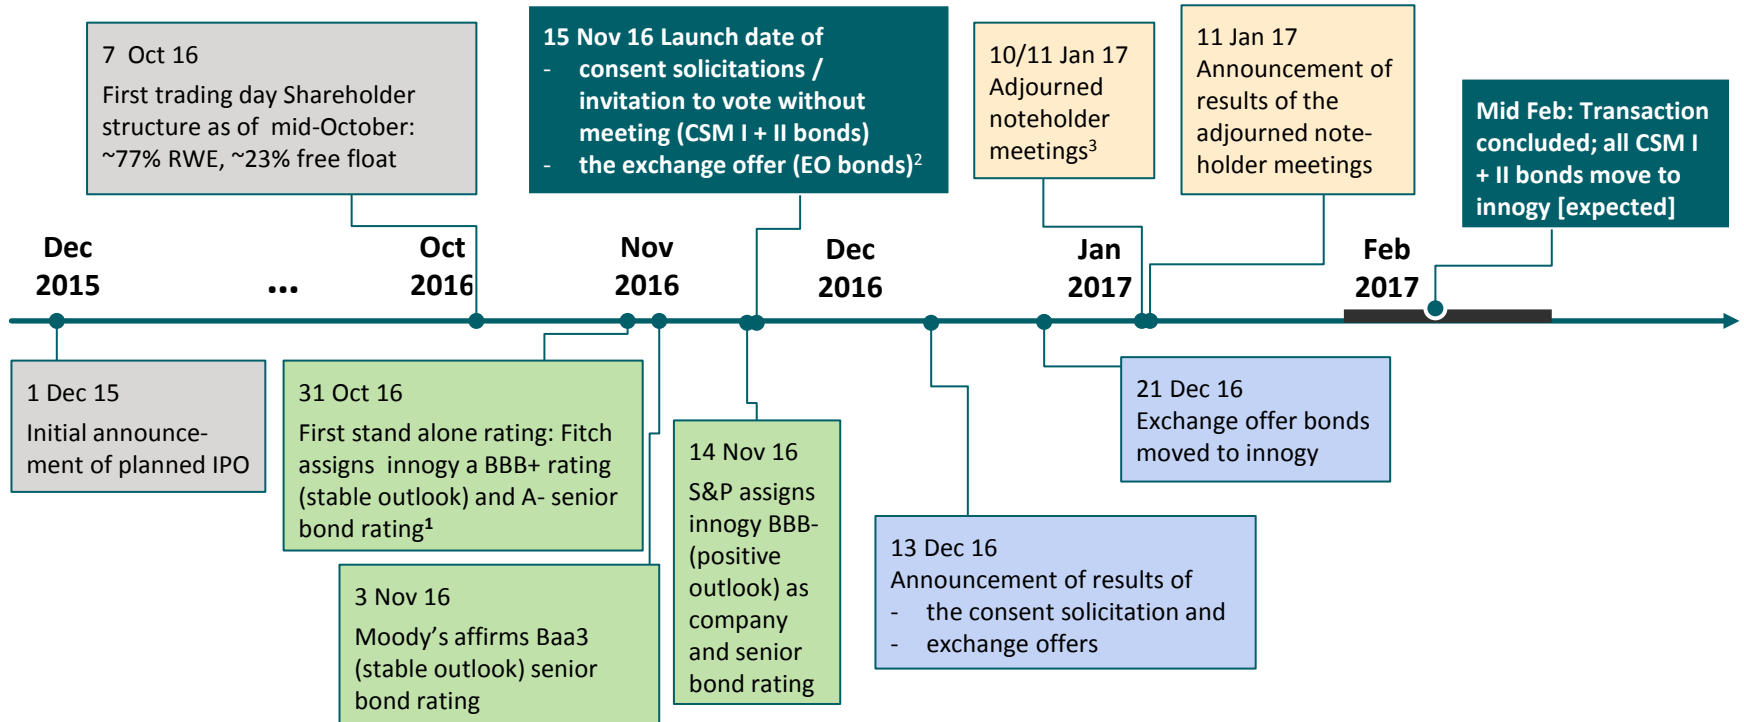 7 Oct 16
First trading day Shareholder
structure as of mid-October:
~77% RWE, ~23% free float
15 Nov 16 Launch date of
- consent solicitations /
invitation to vote without
meeting (CSM I + II bonds)
- the exchange offer (EO bonds)2
10/11 Jan 17
Adjourned
noteholder
meetings3
11 Jan 17
Announcement of
results of the
adjourned note-
holder meetings
Mid Feb: Transaction
concluded; all CSM I
+ II bonds move to
innogy [expected]
Dec
2015
...
Oct
2016
Nov
2016
Dec
2016
Jan
2017
Feb
2017
1 Dec 15
Initial announce-
ment of planned IPO
31 Oct 16
First stand alone rating: Fitch
assigns innogy a BBB+ rating
(stable outlook) and A- senior
bond rating1
3 Nov 16
Moody's affirms Baa3
(stable outlook) senior
bond rating
14 Nov 16
S&P assigns
innogy BBB-
(positive
outlook) as
company
and senior
bond rating
13 Dec 16
Announcement of results of
- the consent solicitation and
- exchange offers
21 Dec 16
Exchange offer bonds
moved to innogy